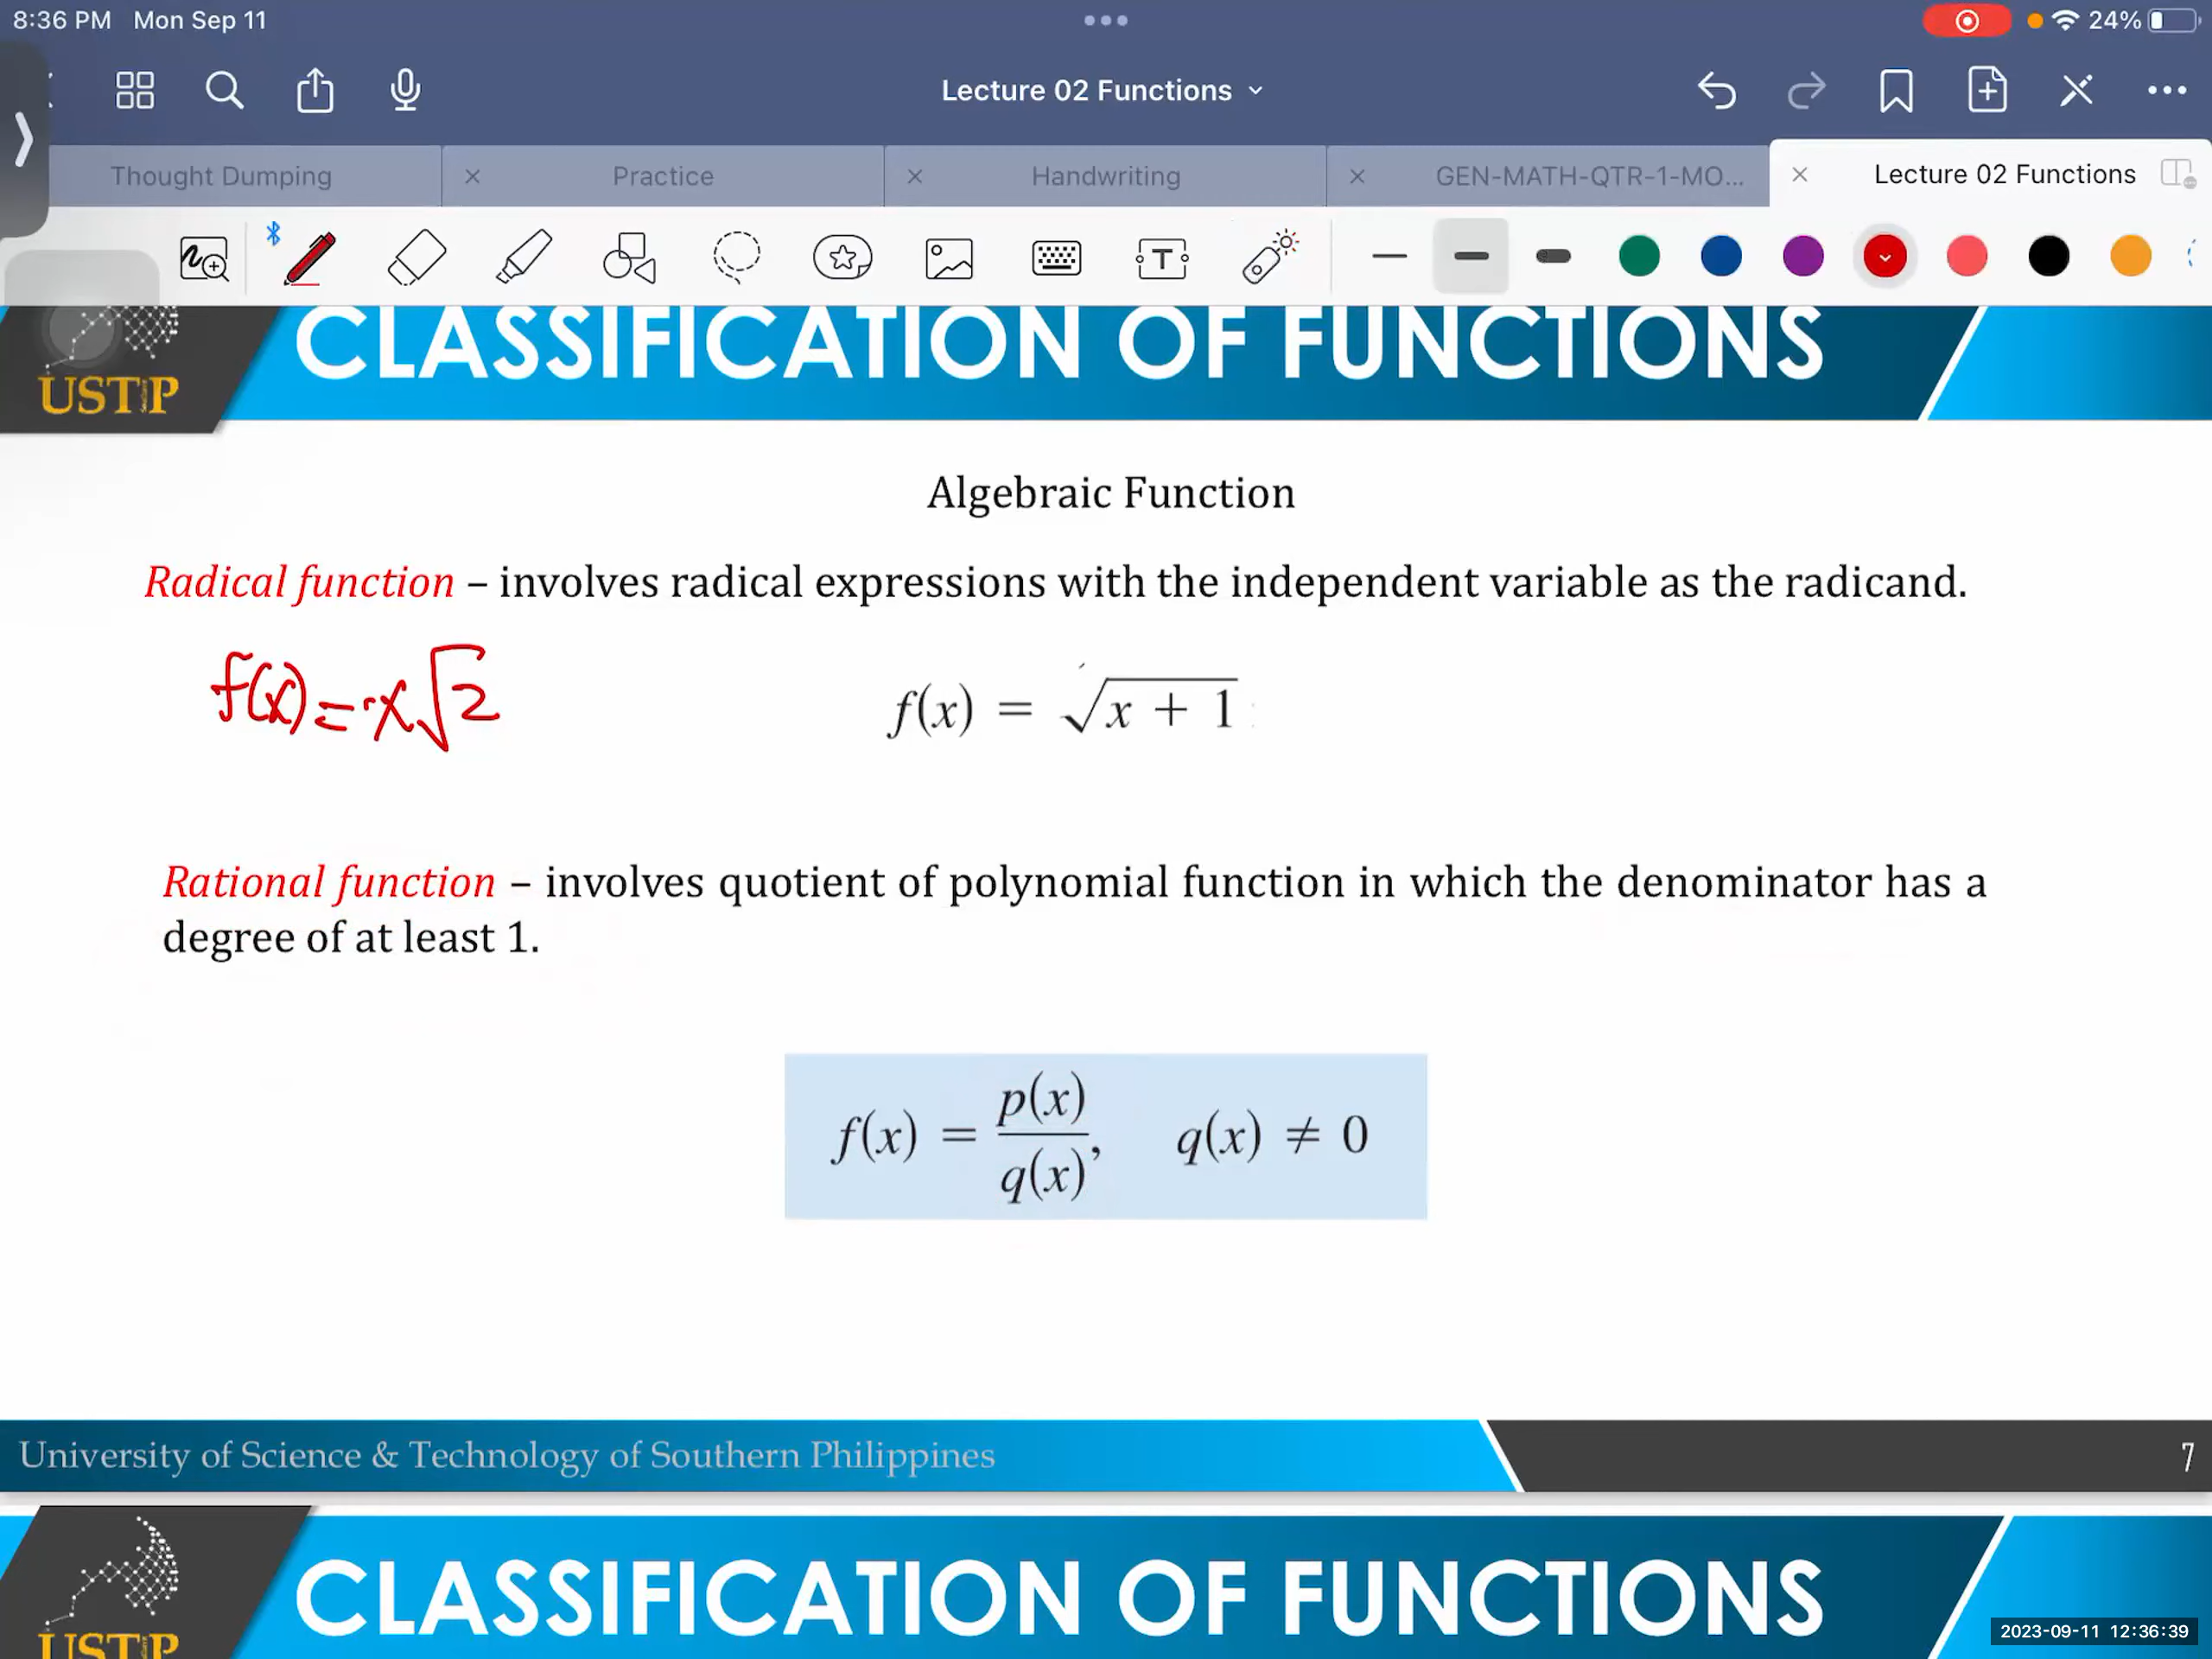 8:36 PM Mon Sep 11
24%
Lecture 02 Functions
Thought Dumping
Practice
Handwriting
GEN-MATH-QTR-1-MO...
Lecture 02 Functions
T
USTP
CLASSIFICATION OF FUNCTIONS
Algebraic Function
Radical function – involves radical expressions with the independent variable as the radicand.
f(x) = x√2
f(x) = √x + 1
Rational function – involves quotient of polynomial function in which the denominator has a
degree of at least 1.
f(x) = p(x)/q(x), q(x) ≠ 0
University of Science & Technology of Southern Philippines
7
USTP
CLASSIFICATION OF FUNCTIONS
2023-09-11 12:36:39